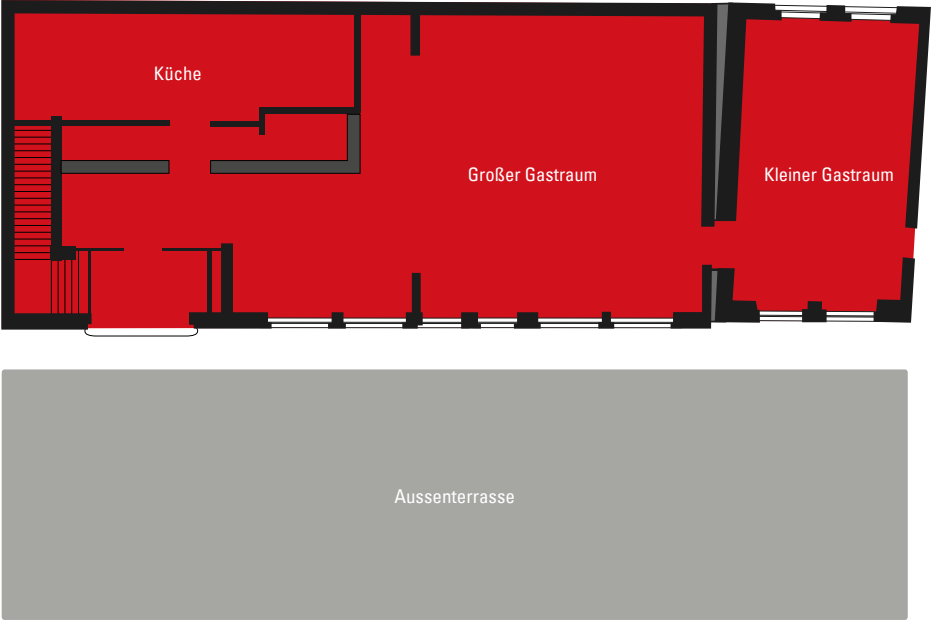 Küche
Großer Gastraum
Kleiner Gastraum
Aussenterrasse